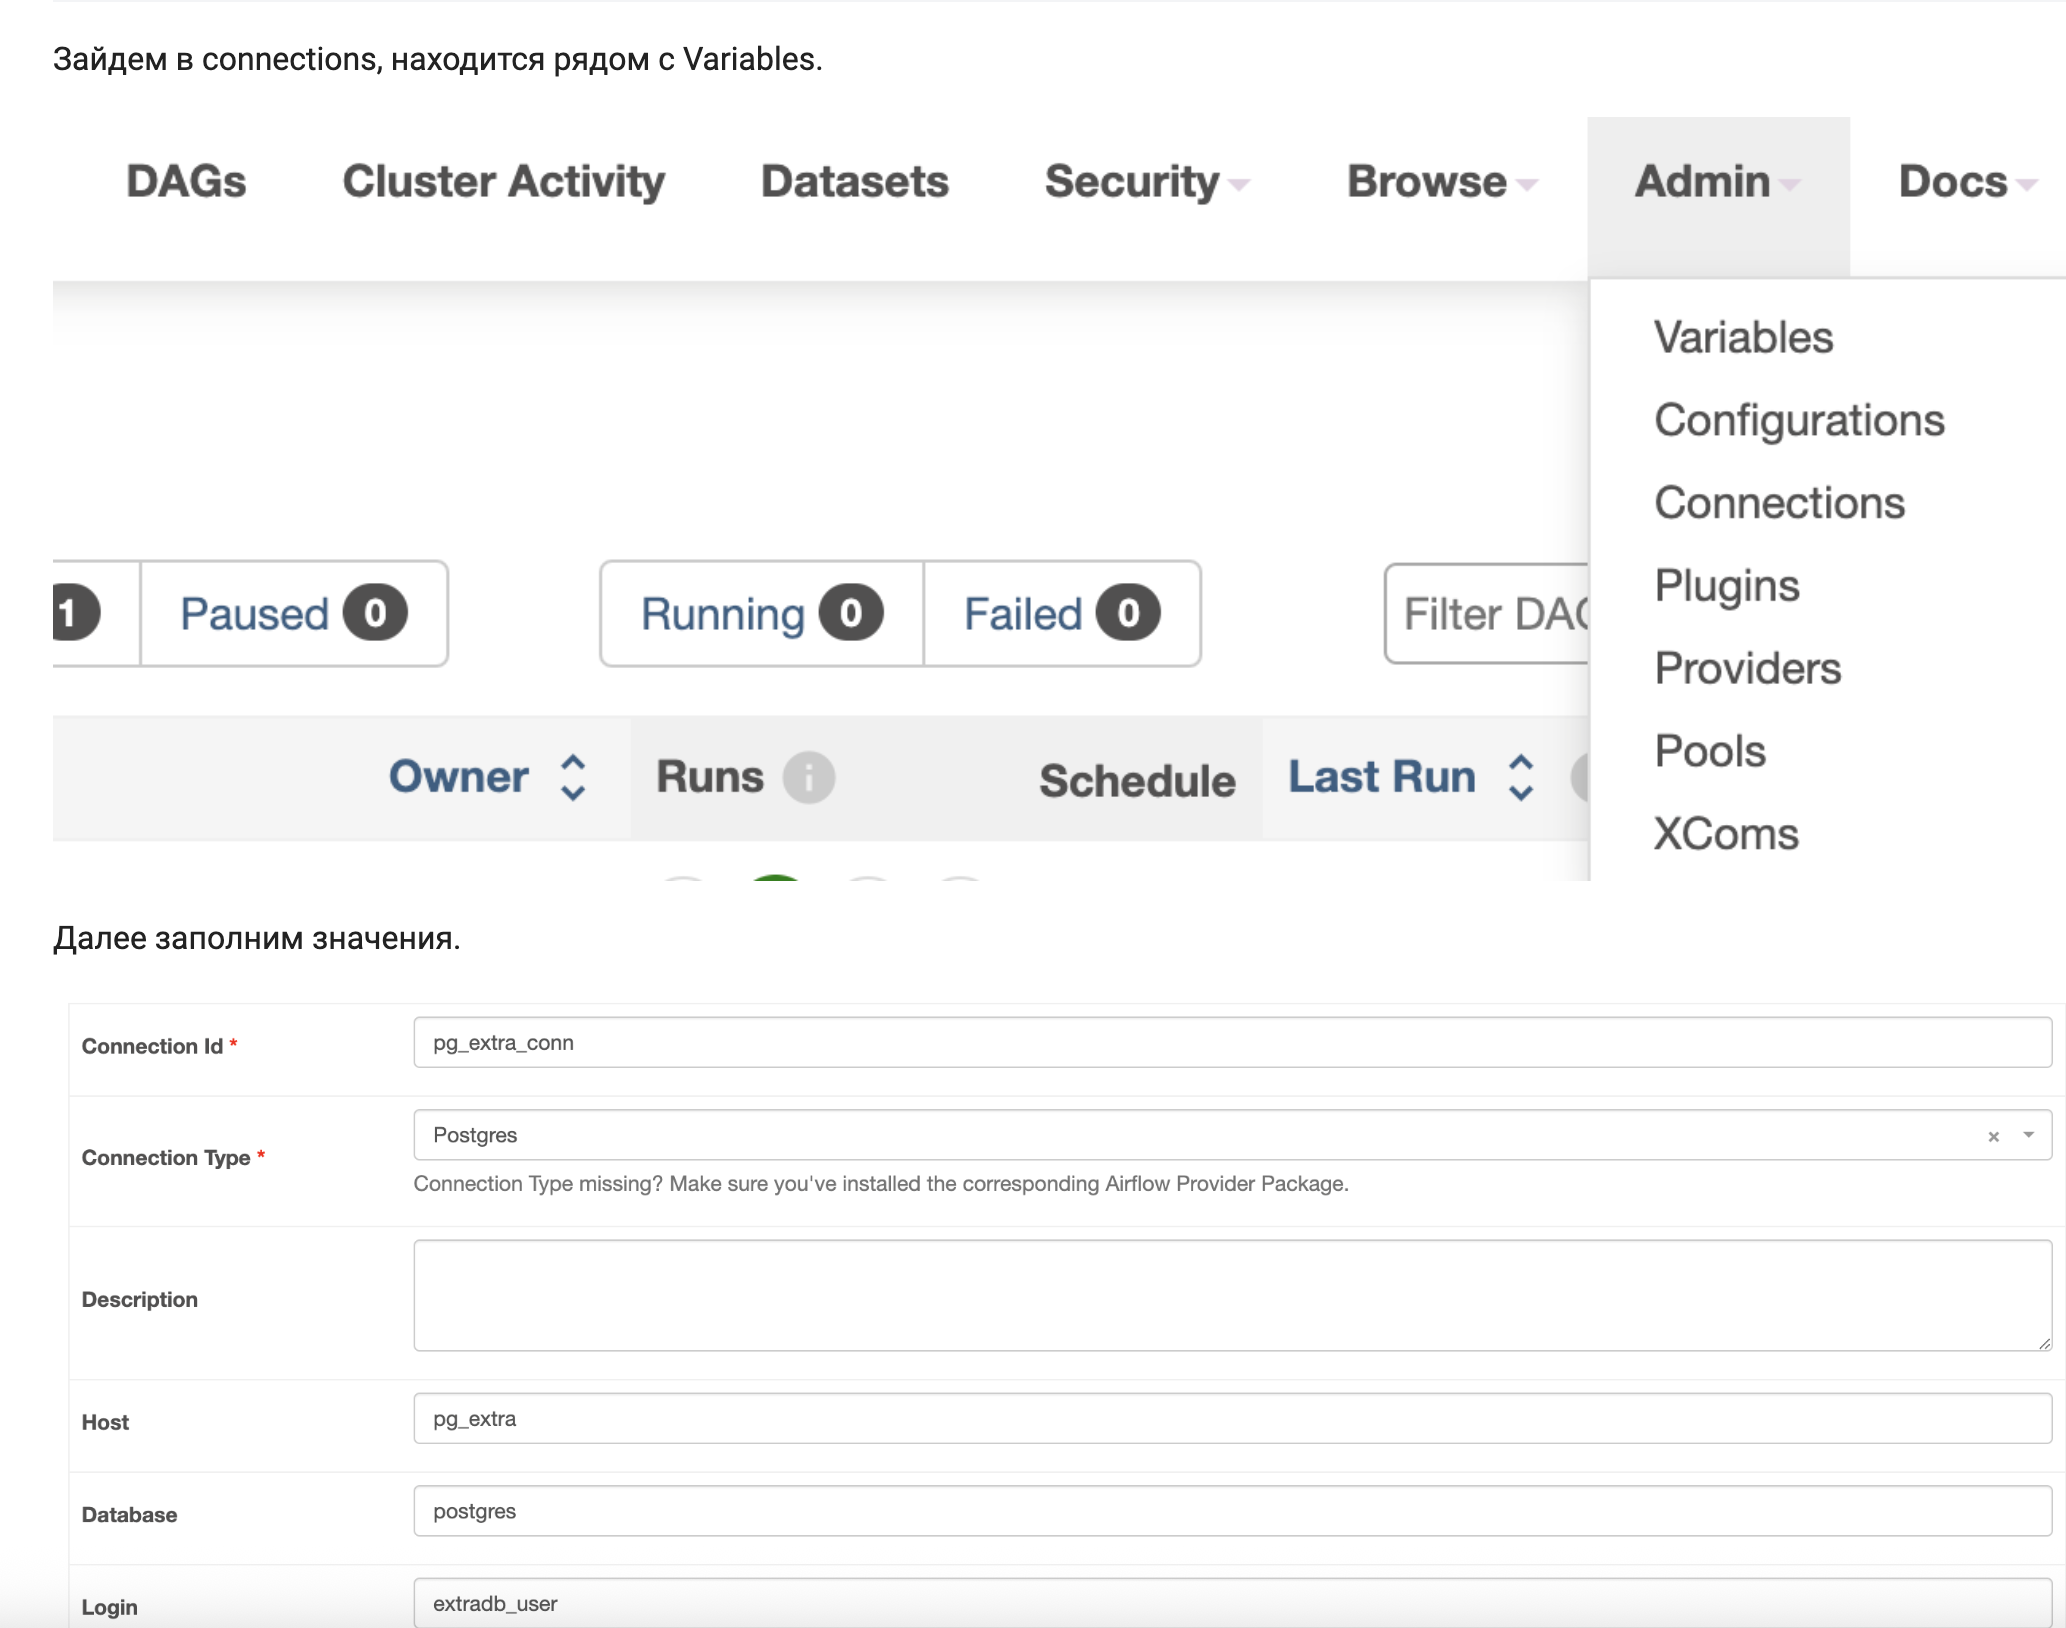 Зайдем в connections, находится рядом с Variables.
DAGs Cluster Activity Datasets Security Browse Admin Docs
Variables
Configurations
Connections
Plugins
Providers
Pools
XComs
1 Paused 0 Running 0 Failed 0 Filter DAG
Owner Runs i Schedule Last Run
Далее заполним значения.
Connection Id * pg_extra_conn
Connection Type * Postgres × 
Connection Type missing? Make sure you've installed the corresponding Airflow Provider Package.
Description
Host pg_extra
Database postgres
Login extradb_user